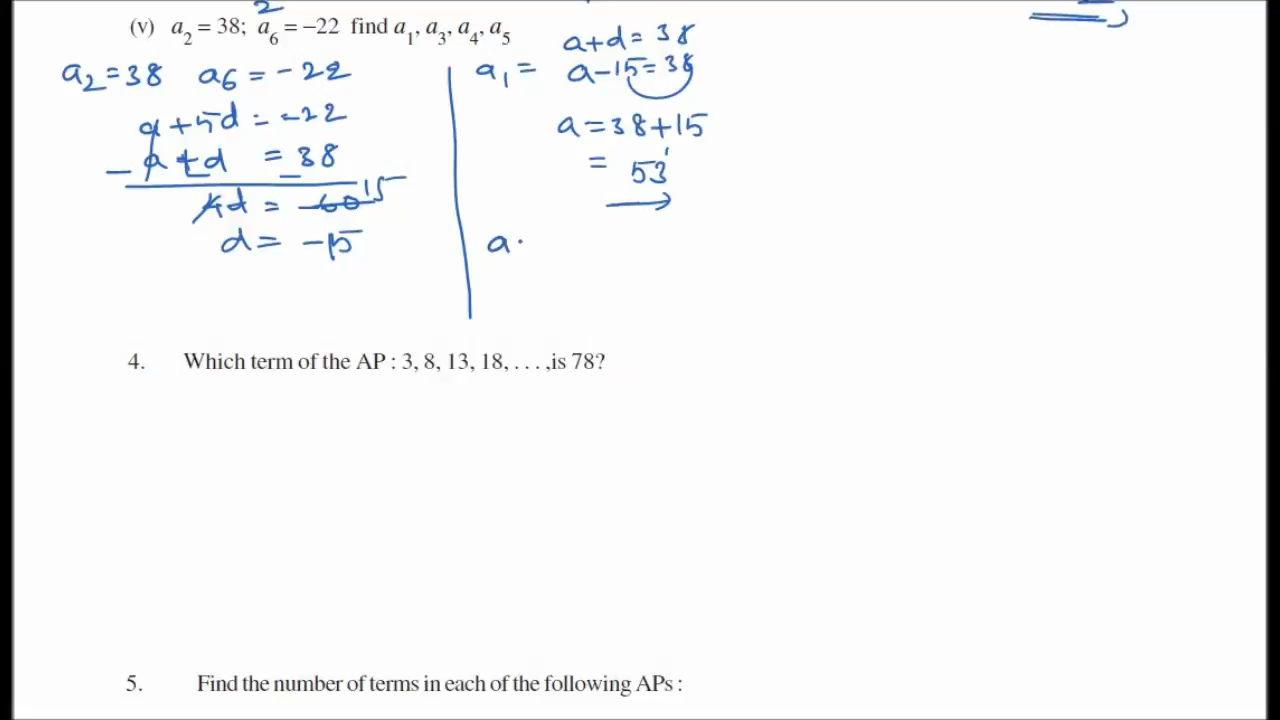 2
(v) a₂ = 38; a₆ = −22 find a₁, a₃, a₄, a₅
a₂ = 38 a₆ = -22
a + 5d = -22
- a + d = 38
-
4d = -60 15
d = -15
a₁ =
a+d = 38
a - 15 = 38
a = 38 + 15
= 53
a
4. Which term of the AP : 3, 8, 13, 18, . . . ,is 78?
5. Find the number of terms in each of the following APs :